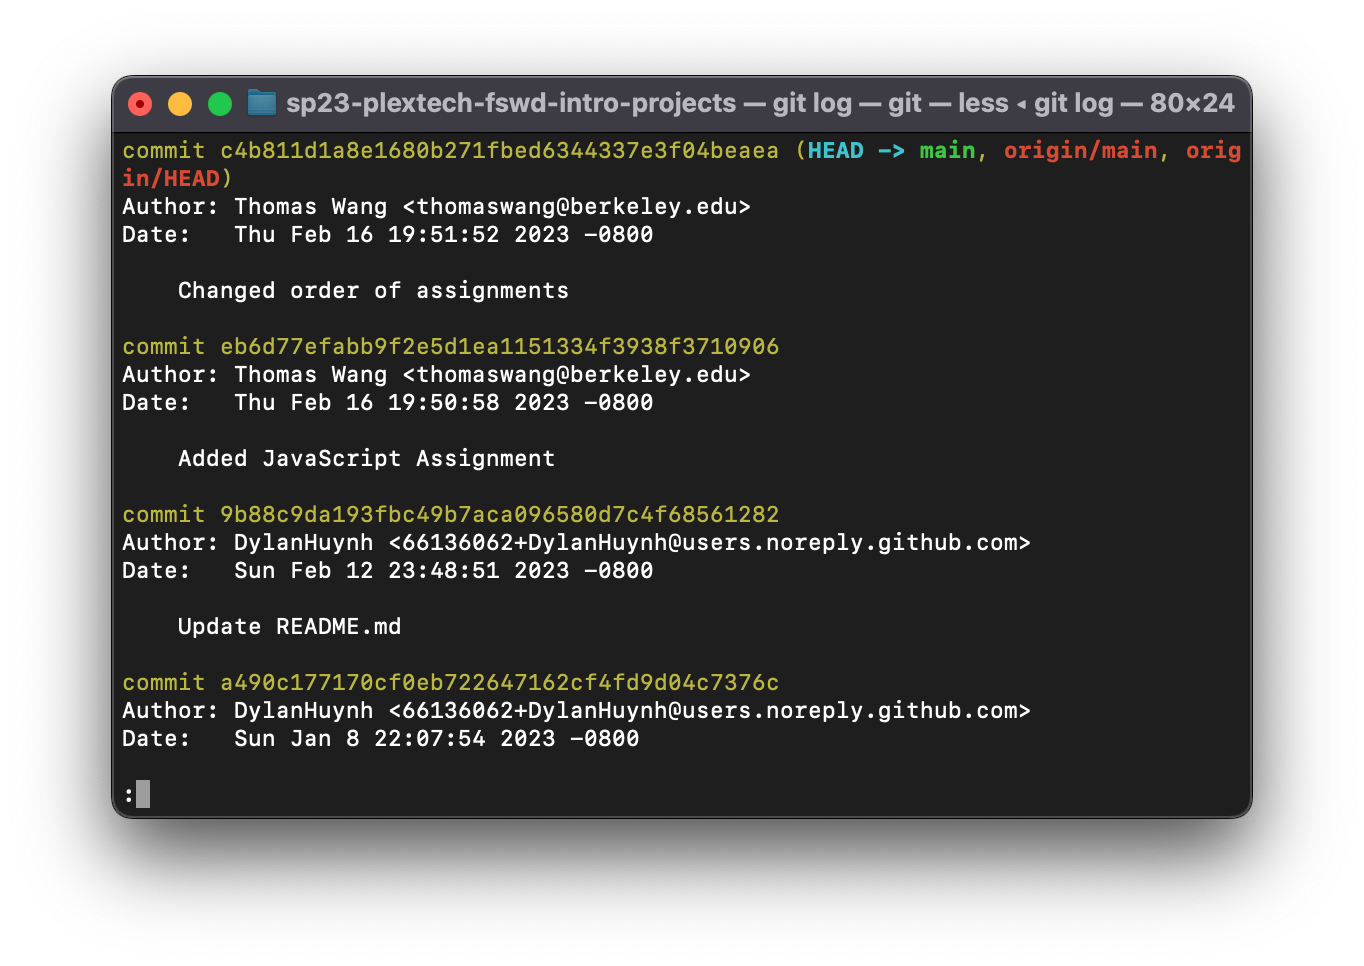 sp23-plextech-fswd-intro-projects — git log — git — less ◂ git log — 80×24
commit c4b811d1a8e1680b271fbed6344337e3f04beaea (HEAD -> main, origin/main, orig
in/HEAD)
Author: Thomas Wang <thomaswang@berkeley.edu>
Date:   Thu Feb 16 19:51:52 2023 -0800
    Changed order of assignments
commit eb6d77efabb9f2e5d1ea1151334f3938f3710906
Author: Thomas Wang <thomaswang@berkeley.edu>
Date:   Thu Feb 16 19:50:58 2023 -0800
    Added JavaScript Assignment
commit 9b88c9da193fbc49b7aca096580d7c4f68561282
Author: DylanHuynh <66136062+DylanHuynh@users.noreply.github.com>
Date:   Sun Feb 12 23:48:51 2023 -0800
    Update README.md
commit a490c177170cf0eb722647162cf4fd9d04c7376c
Author: DylanHuynh <66136062+DylanHuynh@users.noreply.github.com>
Date:   Sun Jan 8 22:07:54 2023 -0800
: